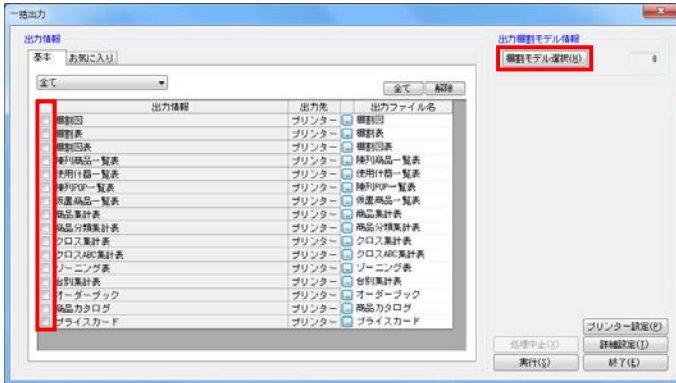 一括出力
出力情報
出力棚割モデル情報
基本 お気に入り
棚割モデル選択(H) 0
全て
全て 解除
出力情報 出力先 出力ファイル名
棚割図 プリンター ... 棚割図
棚割表 プリンター ... 棚割表
棚割図表 プリンター ... 棚割図表
陳列商品一覧表 プリンター ... 陳列商品一覧表
使用什器一覧表 プリンター ... 使用什器一覧表
陳列POP一覧表 プリンター ... 陳列POP一覧表
仮置商品一覧表 プリンター ... 仮置商品一覧表
商品集計表 プリンター ... 商品集計表
商品分類集計表 プリンター ... 商品分類集計表
クロス集計表 プリンター ... クロス集計表
クロスABC集計表 プリンター ... クロスABC集計表
ゾーニング表 プリンター ... ゾーニング表
台別集計表 プリンター ... 台別集計表
オーダーブック プリンター ... オーダーブック
商品カタログ プリンター ... 商品カタログ
プライスカード プリンター ... プライスカード
プリンター設定(P)
処理中止(X) 詳細設定(I)
実行(S) 終了(E)